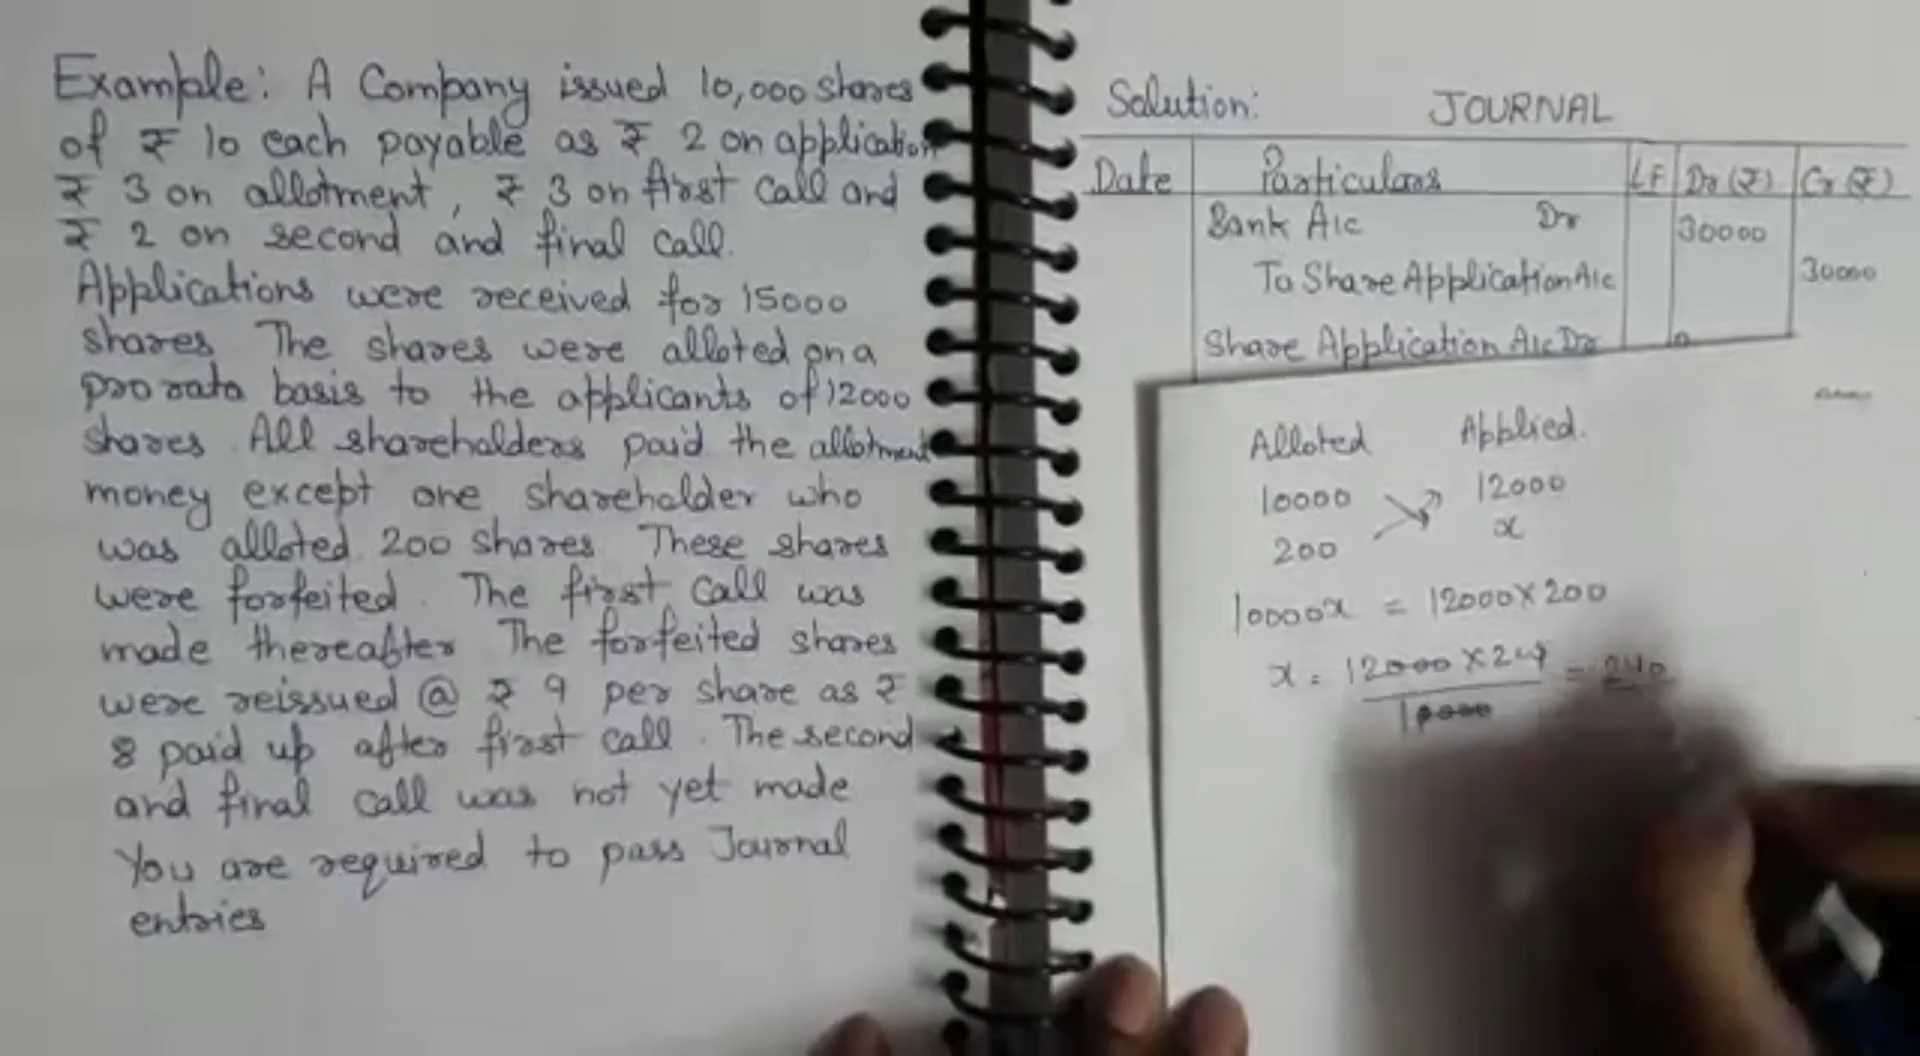 Example: A Company issued 10,000 shares
of ₹ 10 each payable as ₹ 2 on application
₹ 3 on allotment, ₹ 3 on first call and
₹ 2 on second and final call.
Applications were received for 15000
shares The shares were alloted on a
pro rata basis to the applicants of 12000
shares. All shareholders paid the allotment
money except one shareholder who
was alloted 200 shares These shares
were forfeited. The first call was
made thereafter The forfeited shares
were reissued @ ₹ 9 per share as ₹
8 paid up after first call. The second
and final call was not yet made
You are required to pass Journal
entries
Solution: JOURNAL
Date Particulars LF Dr (₹) Cr (₹)
Bank A/c Dr 30000
To Share Application A/c 30000
Share Application A/c Dr
Alloted Applied.
10000 12000
200 x
10000x = 12000×200
x = 12000×200 = 240
10000